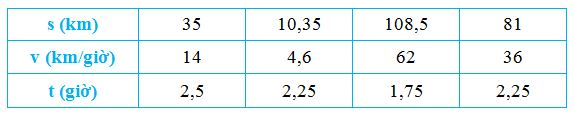 s (km) 35 10,35 108,5 81
v (km/giờ) 14 4,6 62 36
t (giờ) 2,5 2,25 1,75 2,25